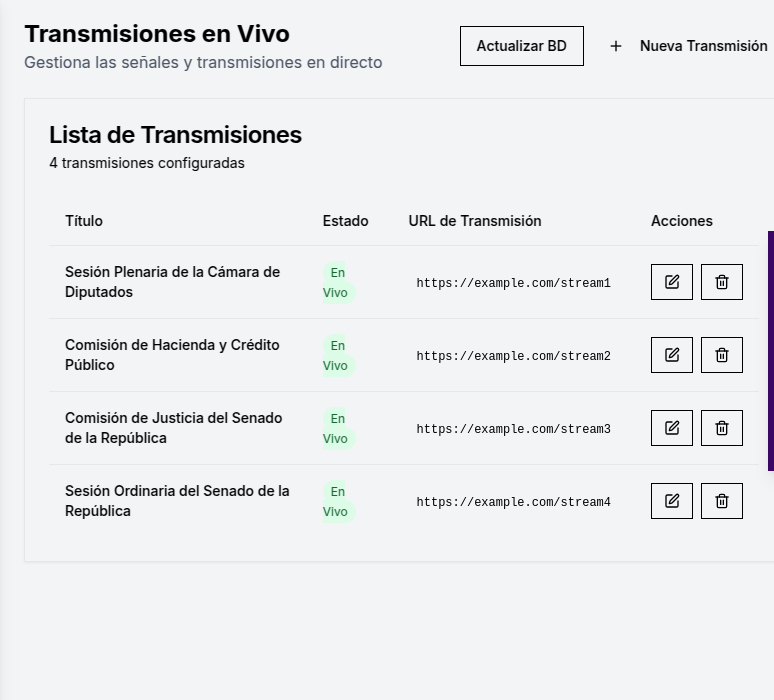 Transmisiones en Vivo
Gestiona las señales y transmisiones en directo
Actualizar BD
Nueva Transmisión
Lista de Transmisiones
4 transmisiones configuradas
Título Estado URL de Transmisión Acciones
Sesión Plenaria de la Cámara de
Diputados
En
Vivo
https://example.com/stream1
Comisión de Hacienda y Crédito
Público
En
Vivo
https://example.com/stream2
Comisión de Justicia del Senado
de la República
En
Vivo
https://example.com/stream3
Sesión Ordinaria del Senado de la
República
En
Vivo
https://example.com/stream4